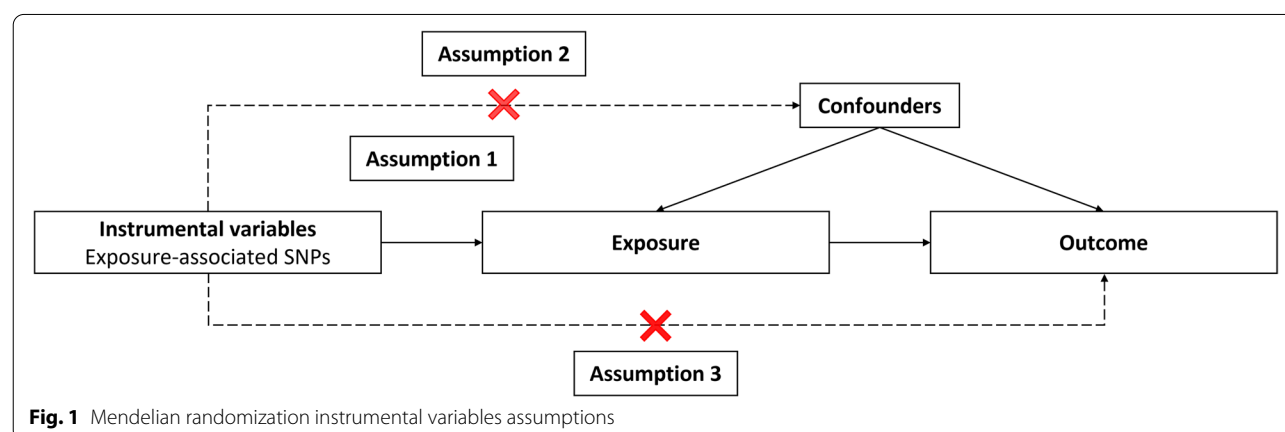 Assumption 2
Confounders
Assumption 1
Instrumental variables
Exposure-associated SNPs
Exposure
Outcome
Assumption 3
Fig. 1 Mendelian randomization instrumental variables assumptions